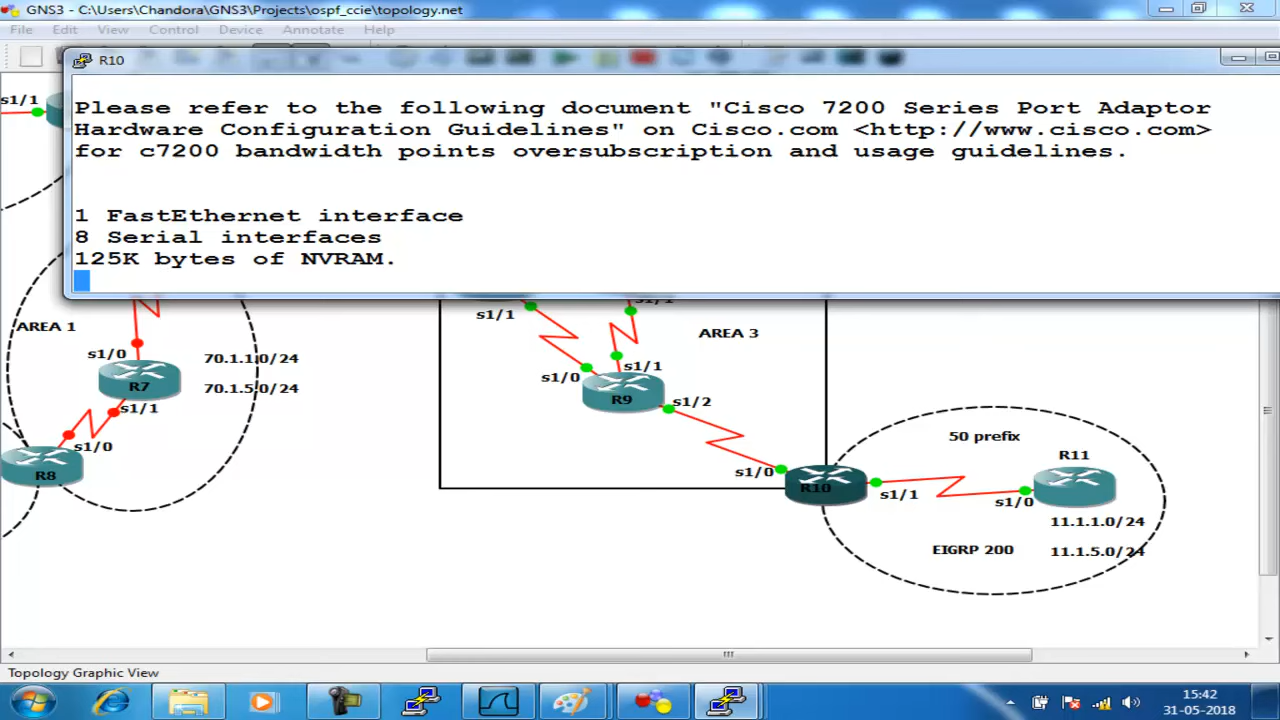 GNS3 - C:\Users\Chandora\GNS3\Projects\ospf_ccie\topology.net
File Edit View Control Device Annotate Help
R10
s1/1
Please refer to the following document "Cisco 7200 Series Port Adaptor
Hardware Configuration Guidelines" on Cisco.com <http://www.cisco.com>
for c7200 bandwidth points oversubscription and usage guidelines.
1 FastEthernet interface
8 Serial interfaces
125K bytes of NVRAM.
s1/1
s1/1
AREA 1
AREA 3
s1/0
70.1.1.0/24
s1/1
s1/0
R7
70.1.5.0/24
R9
s1/2
s1/1
50 prefix
s1/0
R11
s1/0
R8
R10
s1/1
s1/0
11.1.1.0/24
EIGRP 200
11.1.5.0/24
Topology Graphic View
15:42
31-05-2018